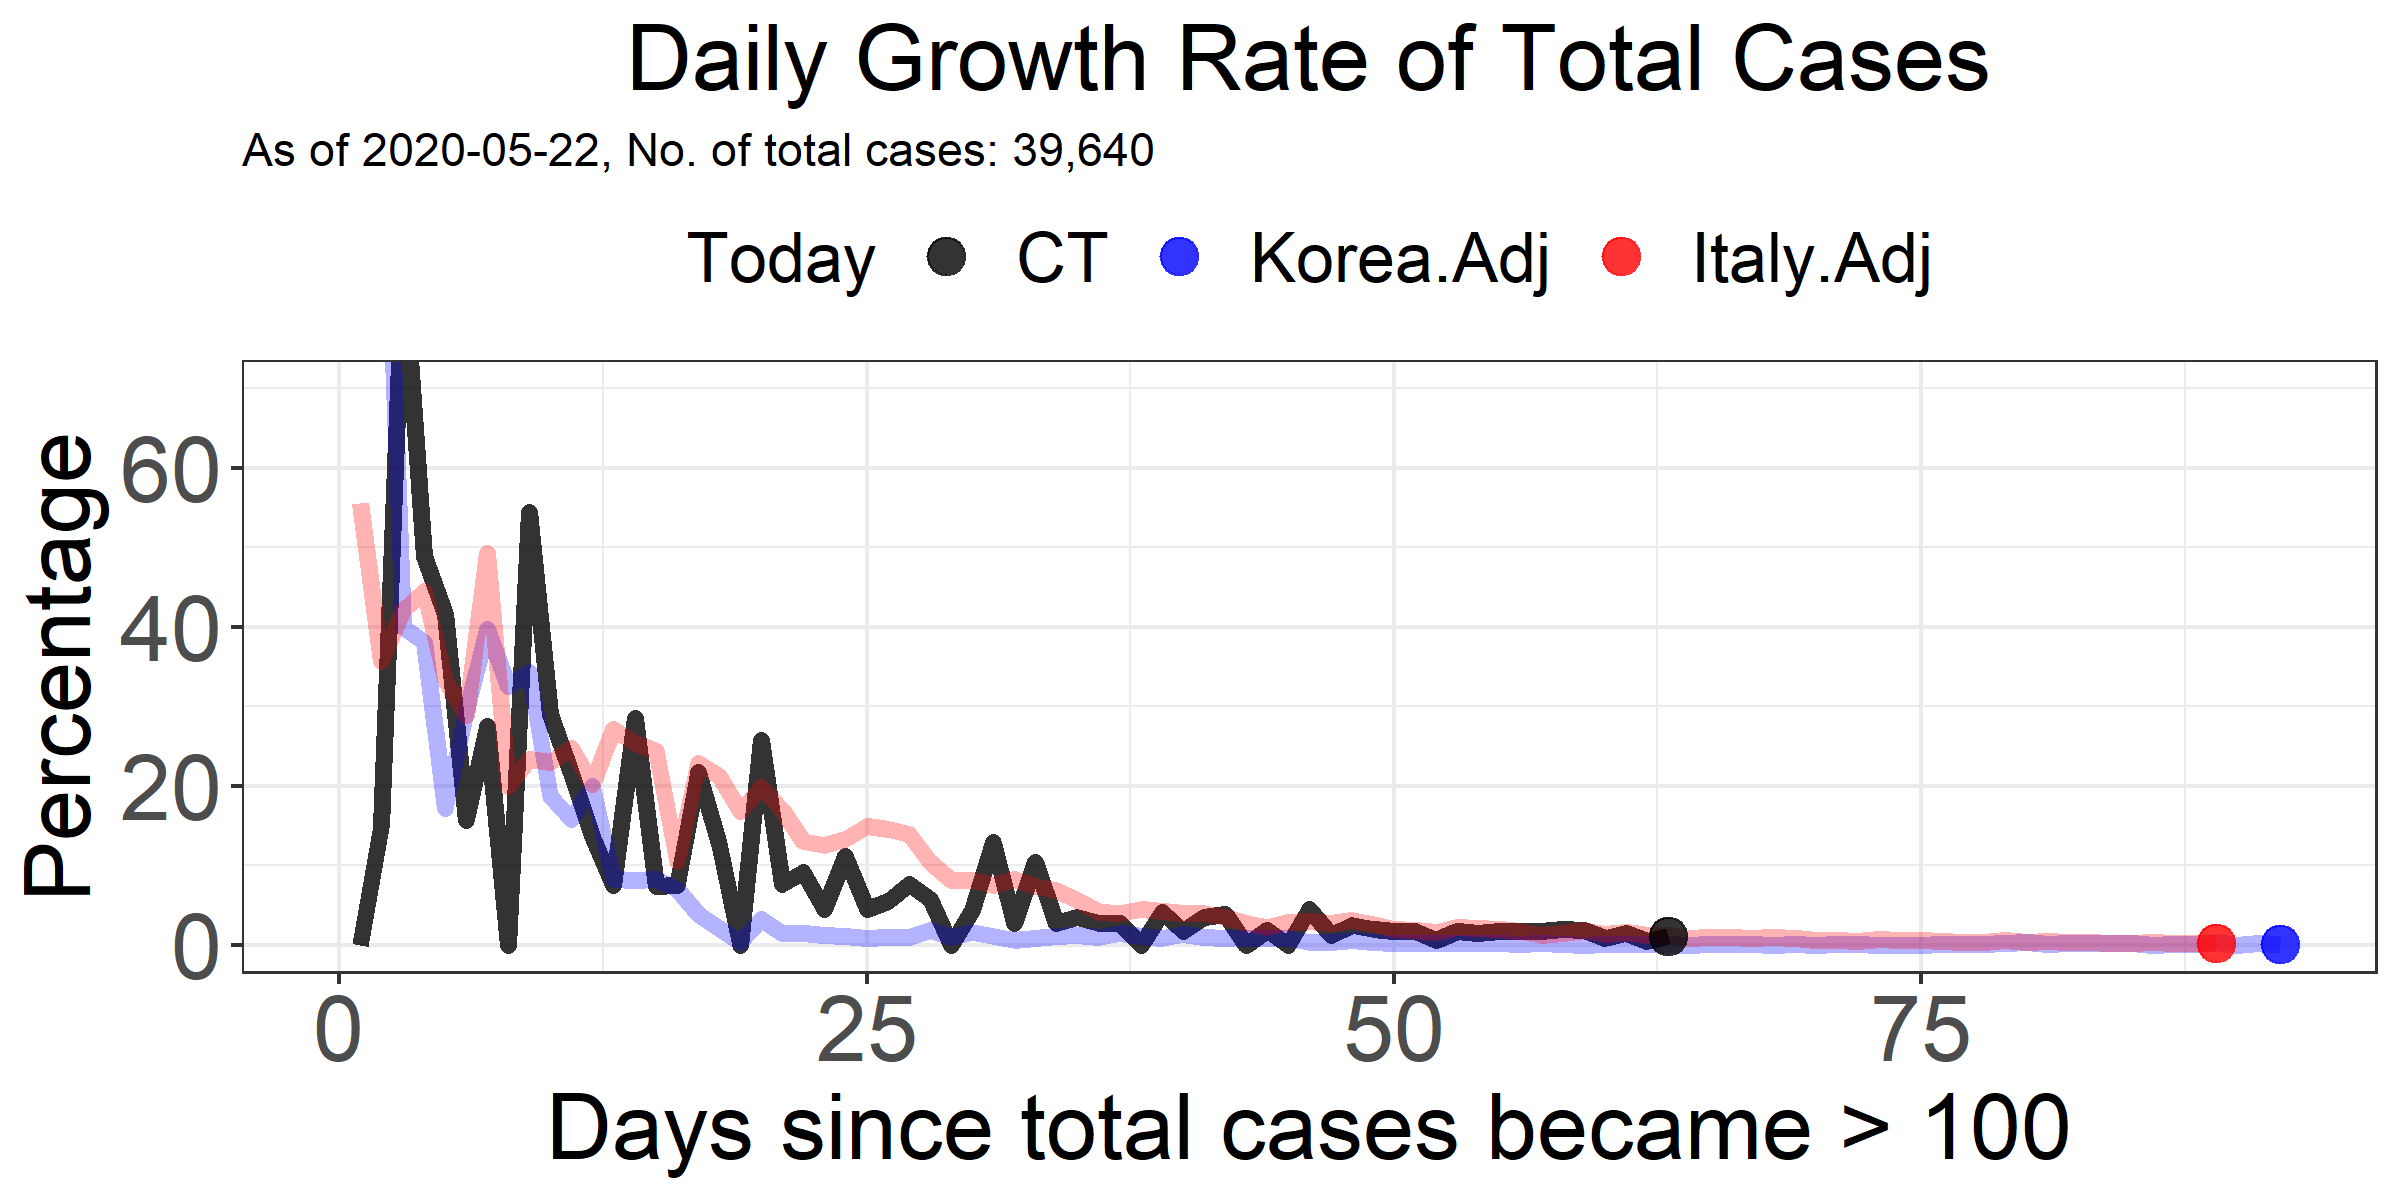 Daily Growth Rate of Total Cases
As of 2020-05-22, No. of total cases: 39,640
Today CT Korea.Adj Italy.Adj
Percentage
60
40
20
0
0 25 50 75
Days since total cases became > 100